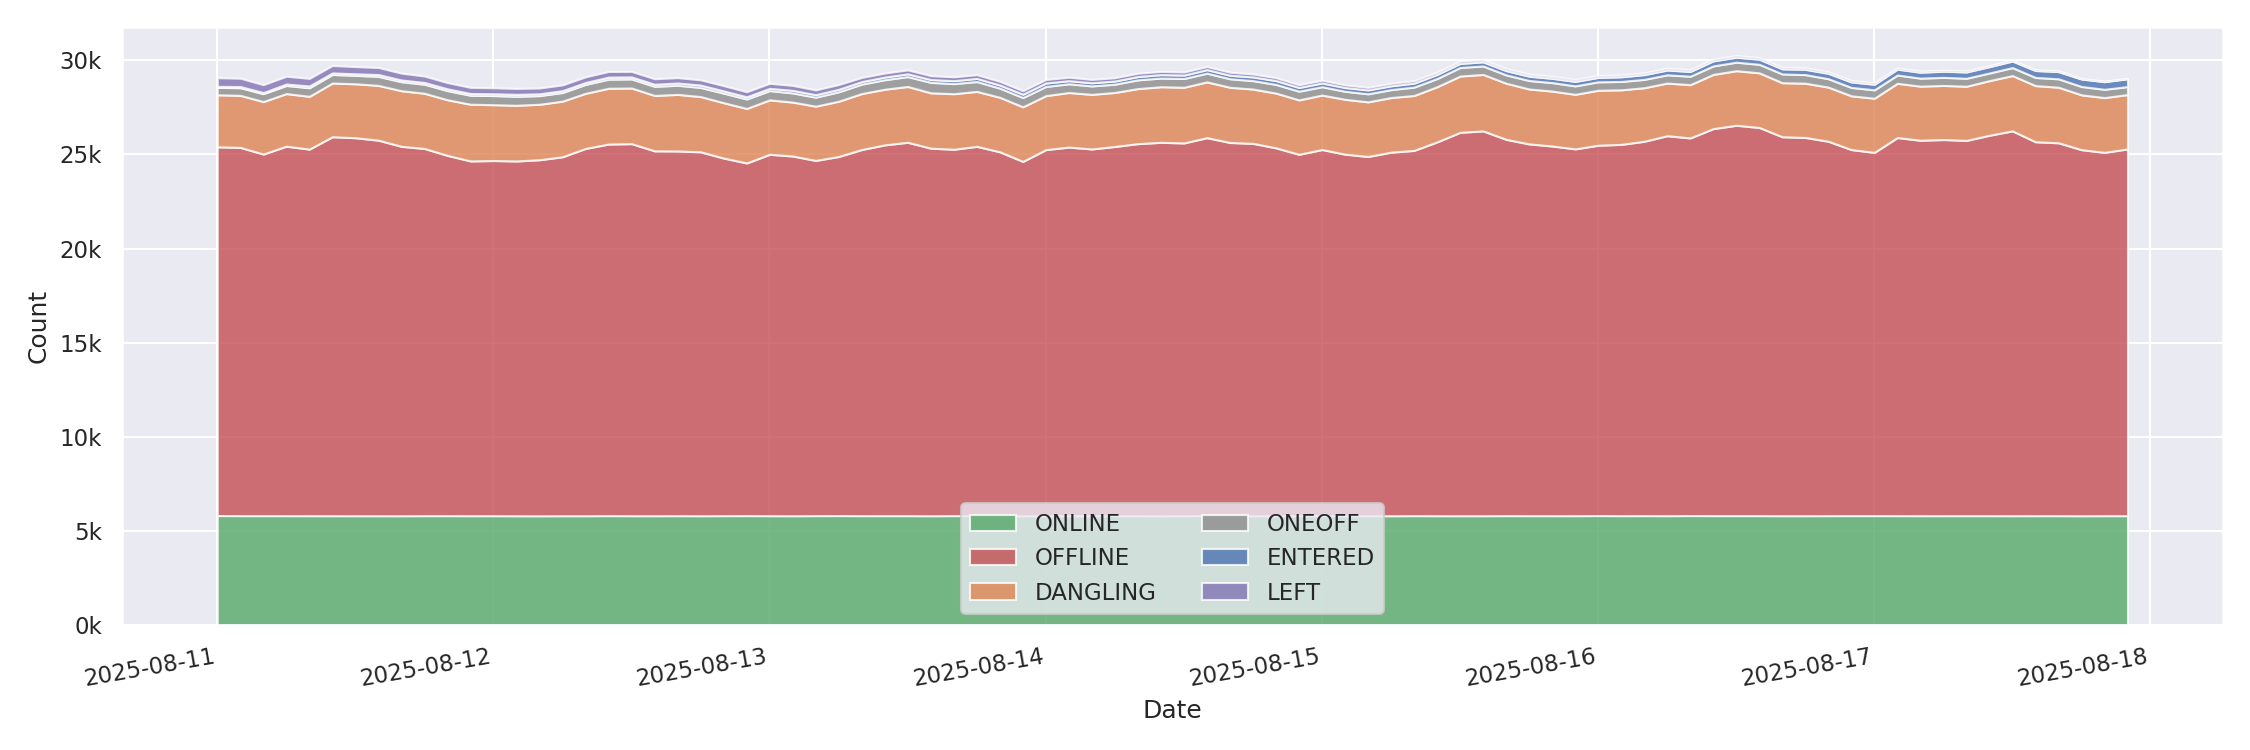 30k
25k
20k
15k
10k
5k
0k
Count
ONLINE
OFFLINE
DANGLING
ONEOFF
ENTERED
LEFT
2025-08-11
2025-08-12
2025-08-13
2025-08-14
2025-08-15
2025-08-16
2025-08-17
2025-08-18
Date